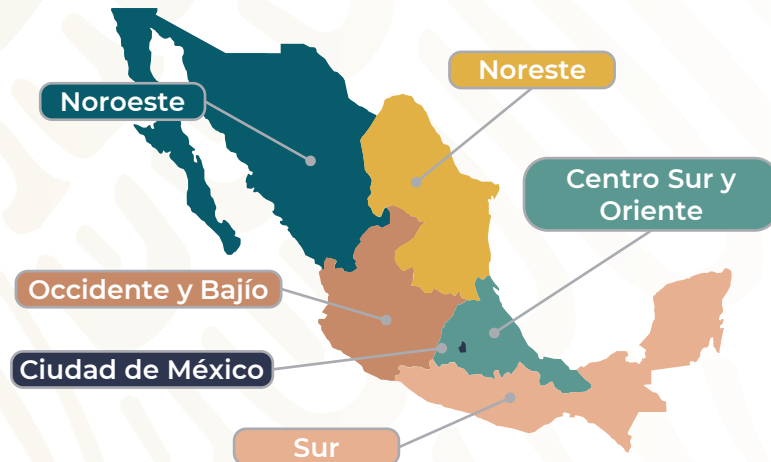 Noreste
Noroeste
Centro Sur y
Oriente
Occidente y Bajío
Ciudad de México
Sur